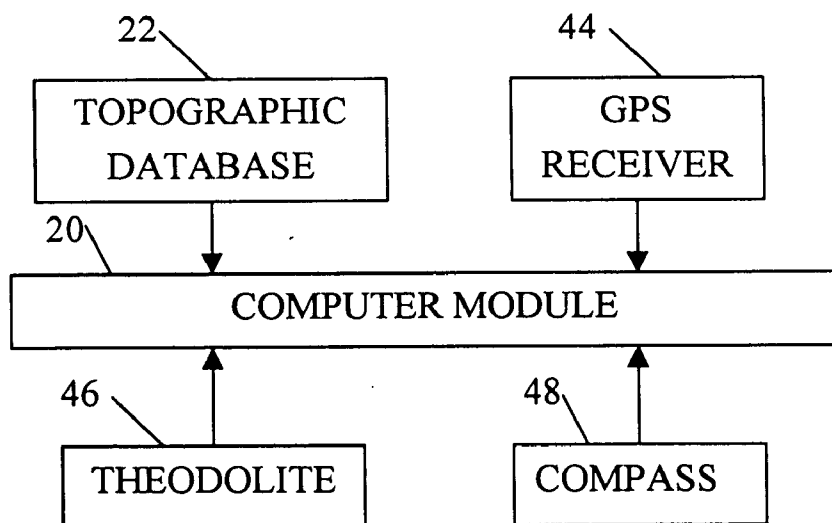 22
44
TOPOGRAPHIC
DATABASE
GPS
RECEIVER
20
COMPUTER MODULE
46
48
THEODOLITE
COMPASS